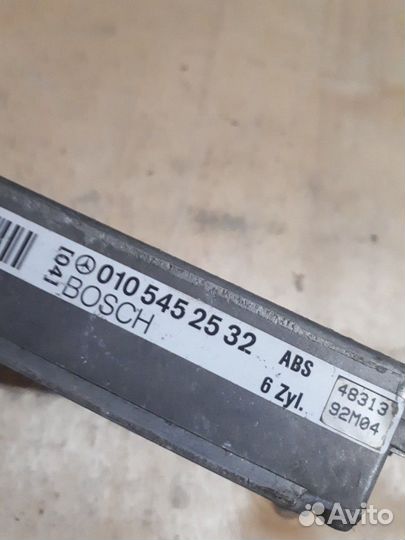 010 545 25 32
BOSCH
ABS
6 Zyl.
48313
92M04
Avito